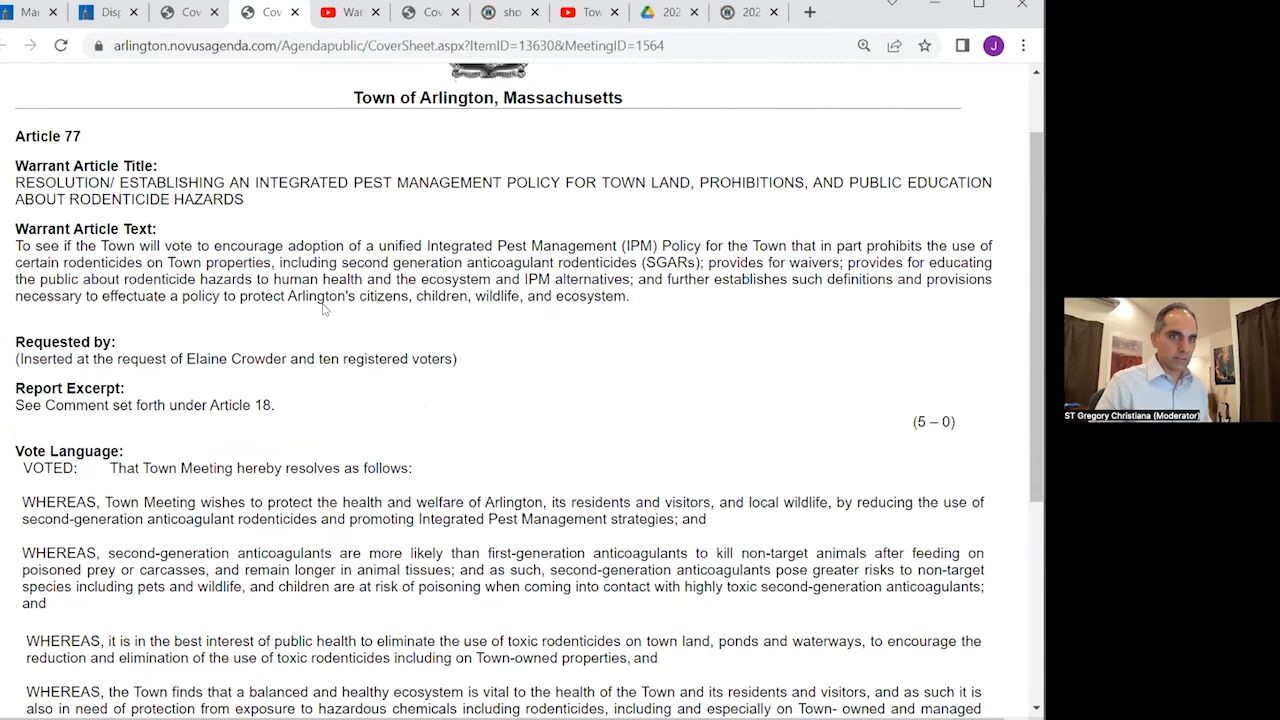 Mai
Disp
Cov
Cov
War
Cov
sho
Tow
202
202
arlington.novusagenda.com/Agendapublic/CoverSheet.aspx?ItemID=13630&MeetingID=1564
J
Town of Arlington, Massachusetts
Article 77
Warrant Article Title:
RESOLUTION/ ESTABLISHING AN INTEGRATED PEST MANAGEMENT POLICY FOR TOWN LAND, PROHIBITIONS, AND PUBLIC EDUCATION
ABOUT RODENTICIDE HAZARDS
Warrant Article Text:
To see if the Town will vote to encourage adoption of a unified Integrated Pest Management (IPM) Policy for the Town that in part prohibits the use of
certain rodenticides on Town properties, including second generation anticoagulant rodenticides (SGARs); provides for waivers; provides for educating
the public about rodenticide hazards to human health and the ecosystem and IPM alternatives; and further establishes such definitions and provisions
necessary to effectuate a policy to protect Arlington's citizens, children, wildlife, and ecosystem.
Requested by:
(Inserted at the request of Elaine Crowder and ten registered voters)
Report Excerpt:
See Comment set forth under Article 18.
(5 – 0)
Vote Language:
VOTED: That Town Meeting hereby resolves as follows:
WHEREAS, Town Meeting wishes to protect the health and welfare of Arlington, its residents and visitors, and local wildlife, by reducing the use of
second-generation anticoagulant rodenticides and promoting Integrated Pest Management strategies; and
WHEREAS, second-generation anticoagulants are more likely than first-generation anticoagulants to kill non-target animals after feeding on
poisoned prey or carcasses, and remain longer in animal tissues; and as such, second-generation anticoagulants pose greater risks to non-target
species including pets and wildlife, and children are at risk of poisoning when coming into contact with highly toxic second-generation anticoagulants;
and
WHEREAS, it is in the best interest of public health to eliminate the use of toxic rodenticides on town land, ponds and waterways, to encourage the
reduction and elimination of the use of toxic rodenticides including on Town-owned properties, and
WHEREAS, the Town finds that a balanced and healthy ecosystem is vital to the health of the Town and its residents and visitors, and as such it is
also in need of protection from exposure to hazardous chemicals including rodenticides, including and especially on Town- owned and managed
ST Gregory Christiana (Moderator)